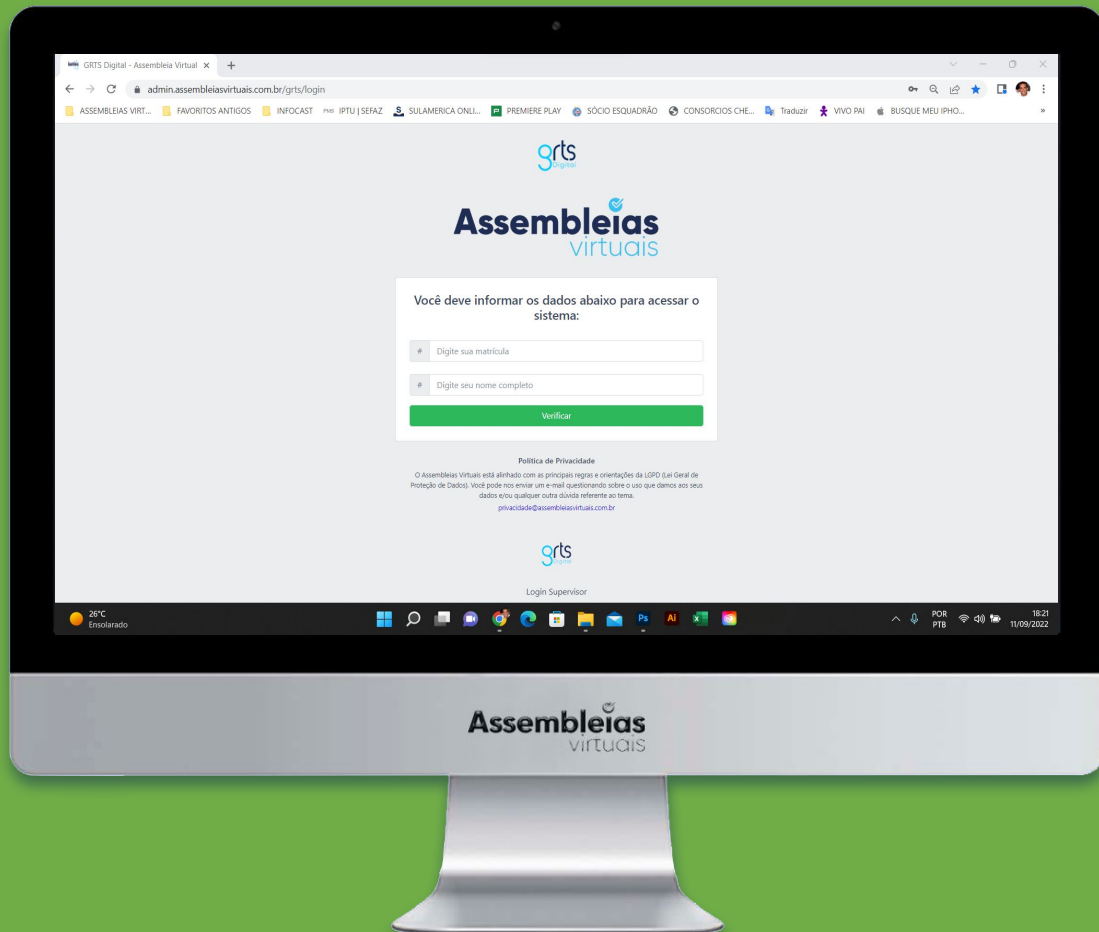 GRTS Digital - Assembleia Virtual
admin.assembleiasvirtuais.com.br/grts/login
ASSEMBLEIAS VIRT... FAVORITOS ANTIGOS INFOCAST PMS IPTU | SEFAZ SULAMERICA ONLI... PREMIERE PLAY SÓCIO ESQUADRÃO CONSORCIOS CHE... Traduzir VIVO PAI BUSQUE MEU IPHO... »
grts
Digital
Assembleias
virtuais
Você deve informar os dados abaixo para acessar o
sistema:
# Digite sua matrícula
# Digite seu nome completo
Verificar
Política de Privacidade
O Assembleias Virtuais está alinhado com as principais regras e orientações da LGPD (Lei Geral de
Proteção de Dados). Você pode nos enviar um e-mail questionando sobre o uso que damos aos seus
dados e/ou qualquer outra dúvida referente ao tema.
privacidade@assembleiasvirtuais.com.br
grts
Digital
Login Supervisor
26°C
Ensolarado
Ps Ai
POR
PTB
18:21
11/09/2022
Assembleias
virtuais